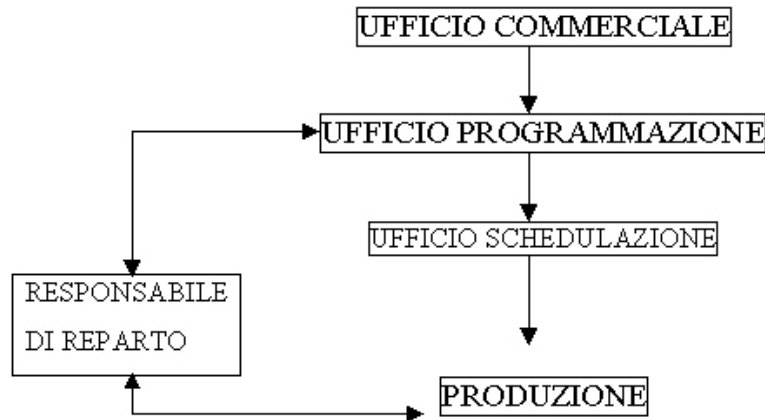 UFFICIO COMMERCIALE
UFFICIO PROGRAMMAZIONE
UFFICIO SCHEDULAZIONE
RESPONSABILE
DI REPARTO
PRODUZIONE